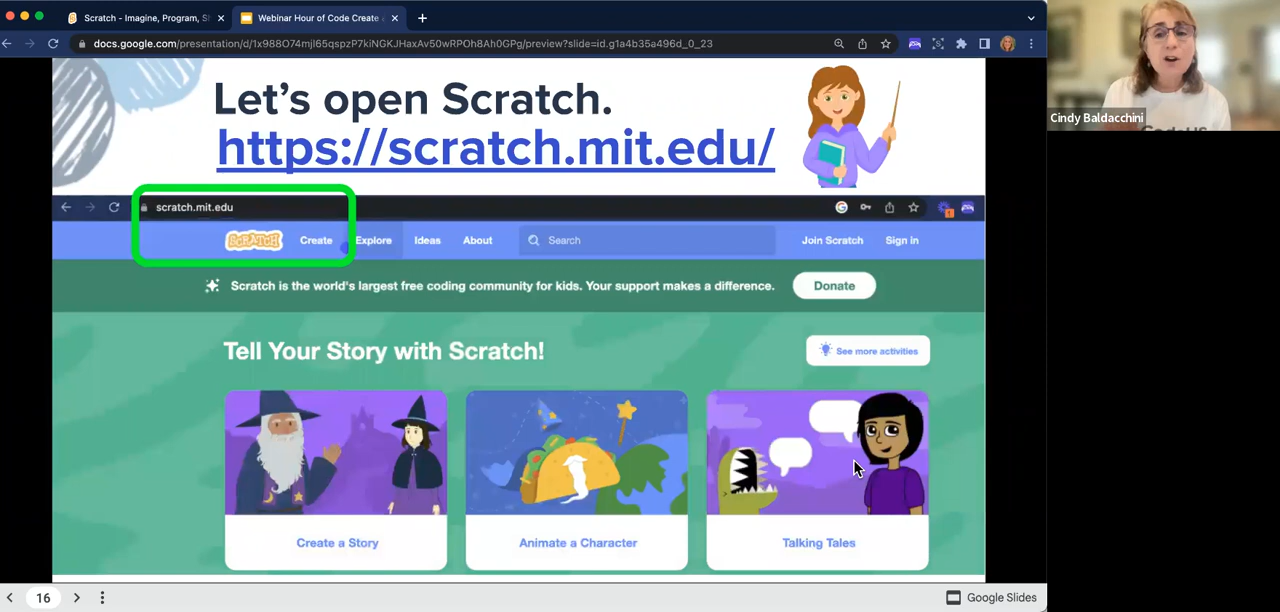 Scratch - Imagine, Program, S
Webinar Hour of Code Create
docs.google.com/presentation/d/1x988O74mjI65qspzP7kiNGKJHaxAv50wRPOh8Ah0GPg/preview?slide=id.g1a4b35a496d_0_23
Let's open Scratch.
https://scratch.mit.edu/
Cindy Baldacchini
scratch.mit.edu
SCRATCH Create Explore Ideas About Search Join Scratch Sign in
Scratch is the world's largest free coding community for kids. Your support makes a difference. Donate
Tell Your Story with Scratch!
See more activities
Create a Story Animate a Character Talking Tales
16 Google Slides